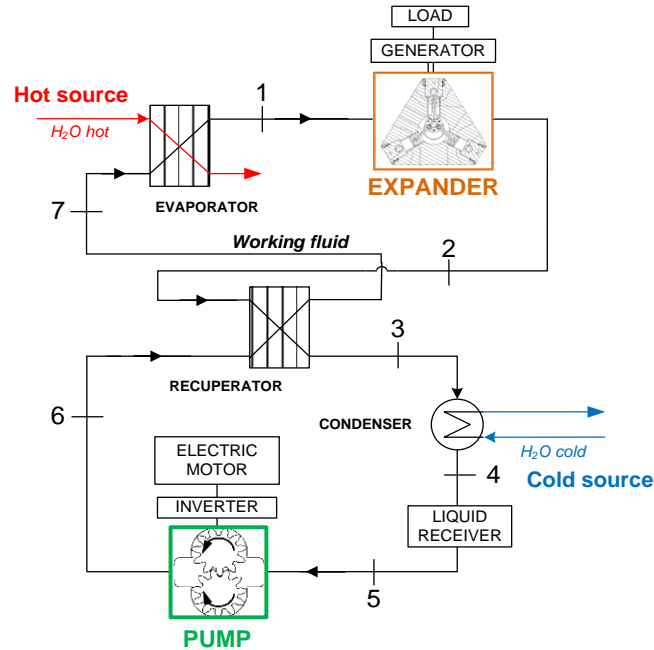 LOAD
GENERATOR
1
Hot source
H₂O hot
EXPANDER
EVAPORATOR
7
Working fluid
2
3
RECUPERATOR
6
CONDENSER
H₂O cold
ELECTRIC
MOTOR
4
Cold source
INVERTER
LIQUID
RECEIVER
5
PUMP